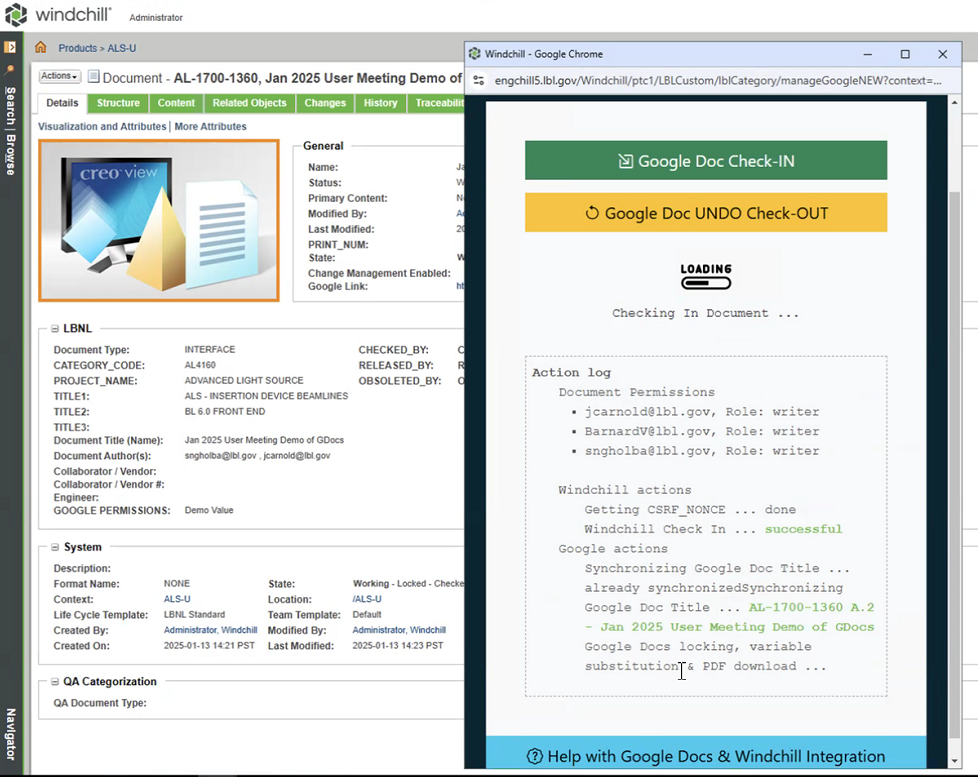 windchill® Administrator
Products > ALS-U
Actions Document - AL-1700-1360, Jan 2025 User Meeting Demo of
Details Structure Content Related Objects Changes History Traceabili
Visualization and Attributes | More Attributes
Search | Browse
creo view
General
Name: Ja
Status: W
Primary Content: N
Modified By: A
Last Modified: 20
PRINT_NUM:
State: W
Change Management Enabled:
Google Link: ht
LBNL
Document Type: INTERFACE CHECKED_BY: C
CATEGORY_CODE: AL4160 RELEASED_BY: R
PROJECT_NAME: ADVANCED LIGHT SOURCE OBSOLETED_BY: O
TITLE1: ALS - INSERTION DEVICE BEAMLINES
TITLE2: BL 6.0 FRONT END
TITLE3:
Document Title (Name): Jan 2025 User Meeting Demo of GDocs
Document Author(s): sngholba@lbl.gov , jcarnold@lbl.gov
Collaborator / Vendor:
Collaborator / Vendor #:
Engineer:
GOOGLE PERMISSIONS: Demo Value
System
Description:
Format Name: NONE State: Working - Locked - Checke
Context: ALS-U Location: /ALS-U
Life Cycle Template: LBNL Standard Team Template: Default
Created By: Administrator, Windchill Modified By: Administrator, Windchill
Created On: 2025-01-13 14:21 PST Last Modified: 2025-01-13 14:23 PST
QA Categorization
QA Document Type:
Navigator
Windchill - Google Chrome
engchill5.lbl.gov/Windchill/ptc1/LBLCustom/lblCategory/manageGoogleNEW?context=...
Google Doc Check-IN
Google Doc UNDO Check-OUT
LOADING
Checking In Document ...
Action log
Document Permissions
• jcarnold@lbl.gov, Role: writer
• BarnardV@lbl.gov, Role: writer
• sngholba@lbl.gov, Role: writer
Windchill actions
Getting CSRF_NONCE ... done
Windchill Check In ... successful
Google actions
Synchronizing Google Doc Title ...
already synchronizedSynchronizing
Google Doc Title ... AL-1700-1360 A.2
- Jan 2025 User Meeting Demo of GDocs
Google Docs locking, variable
substitution & PDF download ...
Help with Google Docs & Windchill Integration